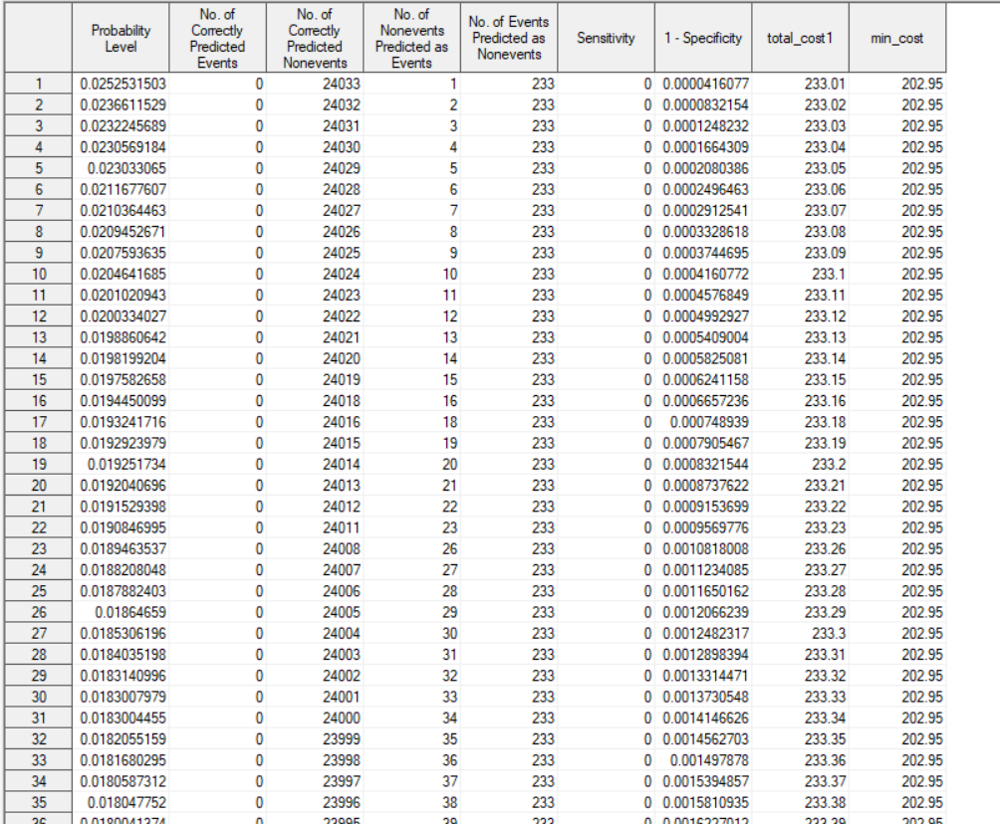 Probability Level No. of Correctly Predicted Events No. of Correctly Predicted Nonevents No. of Nonevents Predicted as Events No. of Events Predicted as Nonevents Sensitivity 1 - Specificity total_cost1 min_cost
1 0.0252531503 0 24033 1 233 0 0.0000416077 233.01 202.95
2 0.0236611529 0 24032 2 233 0 0.0000832154 233.02 202.95
3 0.0232245689 0 24031 3 233 0 0.0001248232 233.03 202.95
4 0.0230569184 0 24030 4 233 0 0.0001664309 233.04 202.95
5 0.023033065 0 24029 5 233 0 0.0002080386 233.05 202.95
6 0.0211677607 0 24028 6 233 0 0.0002496463 233.06 202.95
7 0.0210364463 0 24027 7 233 0 0.0002912541 233.07 202.95
8 0.0209452671 0 24026 8 233 0 0.0003328618 233.08 202.95
9 0.0207593635 0 24025 9 233 0 0.0003744695 233.09 202.95
10 0.0204641685 0 24024 10 233 0 0.0004160772 233.1 202.95
11 0.0201020943 0 24023 11 233 0 0.0004576849 233.11 202.95
12 0.0200334027 0 24022 12 233 0 0.0004992927 233.12 202.95
13 0.0198860642 0 24021 13 233 0 0.0005409004 233.13 202.95
14 0.0198199204 0 24020 14 233 0 0.0005825081 233.14 202.95
15 0.0197582658 0 24019 15 233 0 0.0006241158 233.15 202.95
16 0.0194450099 0 24018 16 233 0 0.0006657236 233.16 202.95
17 0.0193241716 0 24016 18 233 0 0.000748939 233.18 202.95
18 0.0192923979 0 24015 19 233 0 0.0007905467 233.19 202.95
19 0.019251734 0 24014 20 233 0 0.0008321544 233.2 202.95
20 0.0192040696 0 24013 21 233 0 0.0008737622 233.21 202.95
21 0.0191529398 0 24012 22 233 0 0.0009153699 233.22 202.95
22 0.0190846995 0 24011 23 233 0 0.0009569776 233.23 202.95
23 0.0189463537 0 24008 26 233 0 0.0010818008 233.26 202.95
24 0.0188208048 0 24007 27 233 0 0.0011234085 233.27 202.95
25 0.0187882403 0 24006 28 233 0 0.0011650162 233.28 202.95
26 0.01864659 0 24005 29 233 0 0.0012066239 233.29 202.95
27 0.0185306196 0 24004 30 233 0 0.0012482317 233.3 202.95
28 0.0184035198 0 24003 31 233 0 0.0012898394 233.31 202.95
29 0.0183140996 0 24002 32 233 0 0.0013314471 233.32 202.95
30 0.0183007979 0 24001 33 233 0 0.0013730548 233.33 202.95
31 0.0183004455 0 24000 34 233 0 0.0014146626 233.34 202.95
32 0.0182055159 0 23999 35 233 0 0.0014562703 233.35 202.95
33 0.0181680295 0 23998 36 233 0 0.001497878 233.36 202.95
34 0.0180587312 0 23997 37 233 0 0.0015394857 233.37 202.95
35 0.018047752 0 23996 38 233 0 0.0015810935 233.38 202.95
36 0.0180041374 0 23995 39 233 0 0.0016227012 233.39 202.95